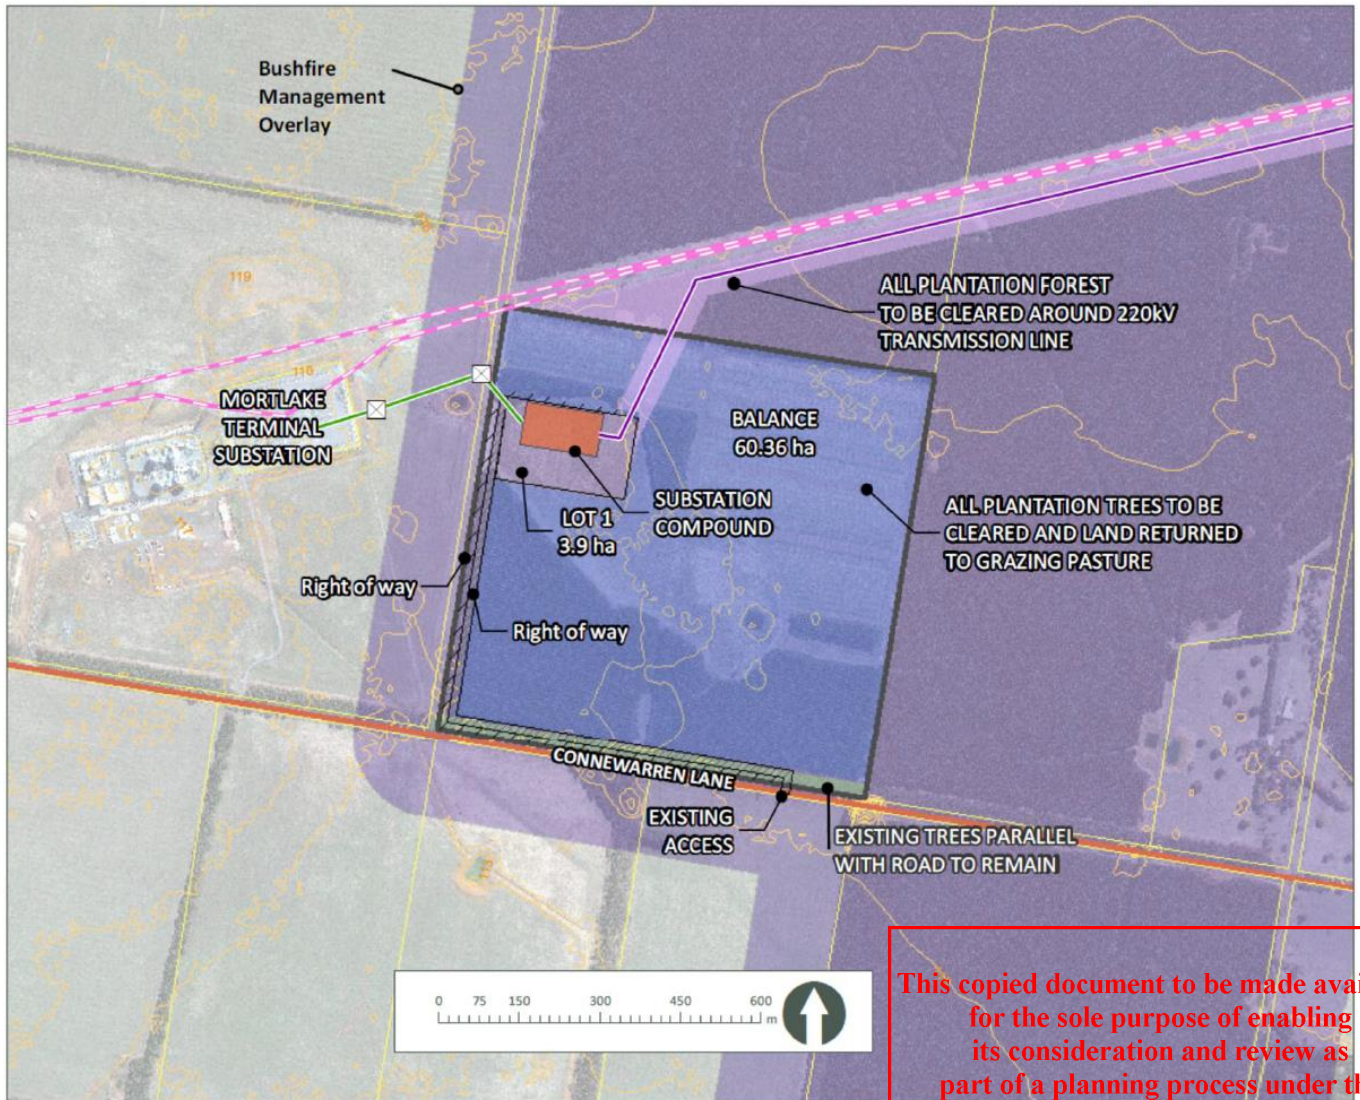 Bushfire
Management
Overlay
119
ALL PLANTATION FOREST
TO BE CLEARED AROUND 220kV
TRANSMISSION LINE
MORTLAKE
TERMINAL
SUBSTATION
BALANCE
60.36 ha
SUBSTATION
COMPOUND
LOT 1
3.9 ha
ALL PLANTATION TREES TO BE
CLEARED AND LAND RETURNED
TO GRAZING PASTURE
Right of way
Right of way
CONNEWARREN LANE
EXISTING
ACCESS
EXISTING TREES PARALLEL
WITH ROAD TO REMAIN
0 75 150 300 450 600
m
This copied document to be made avai
for the sole purpose of enabling
its consideration and review as
part of a planning process under th